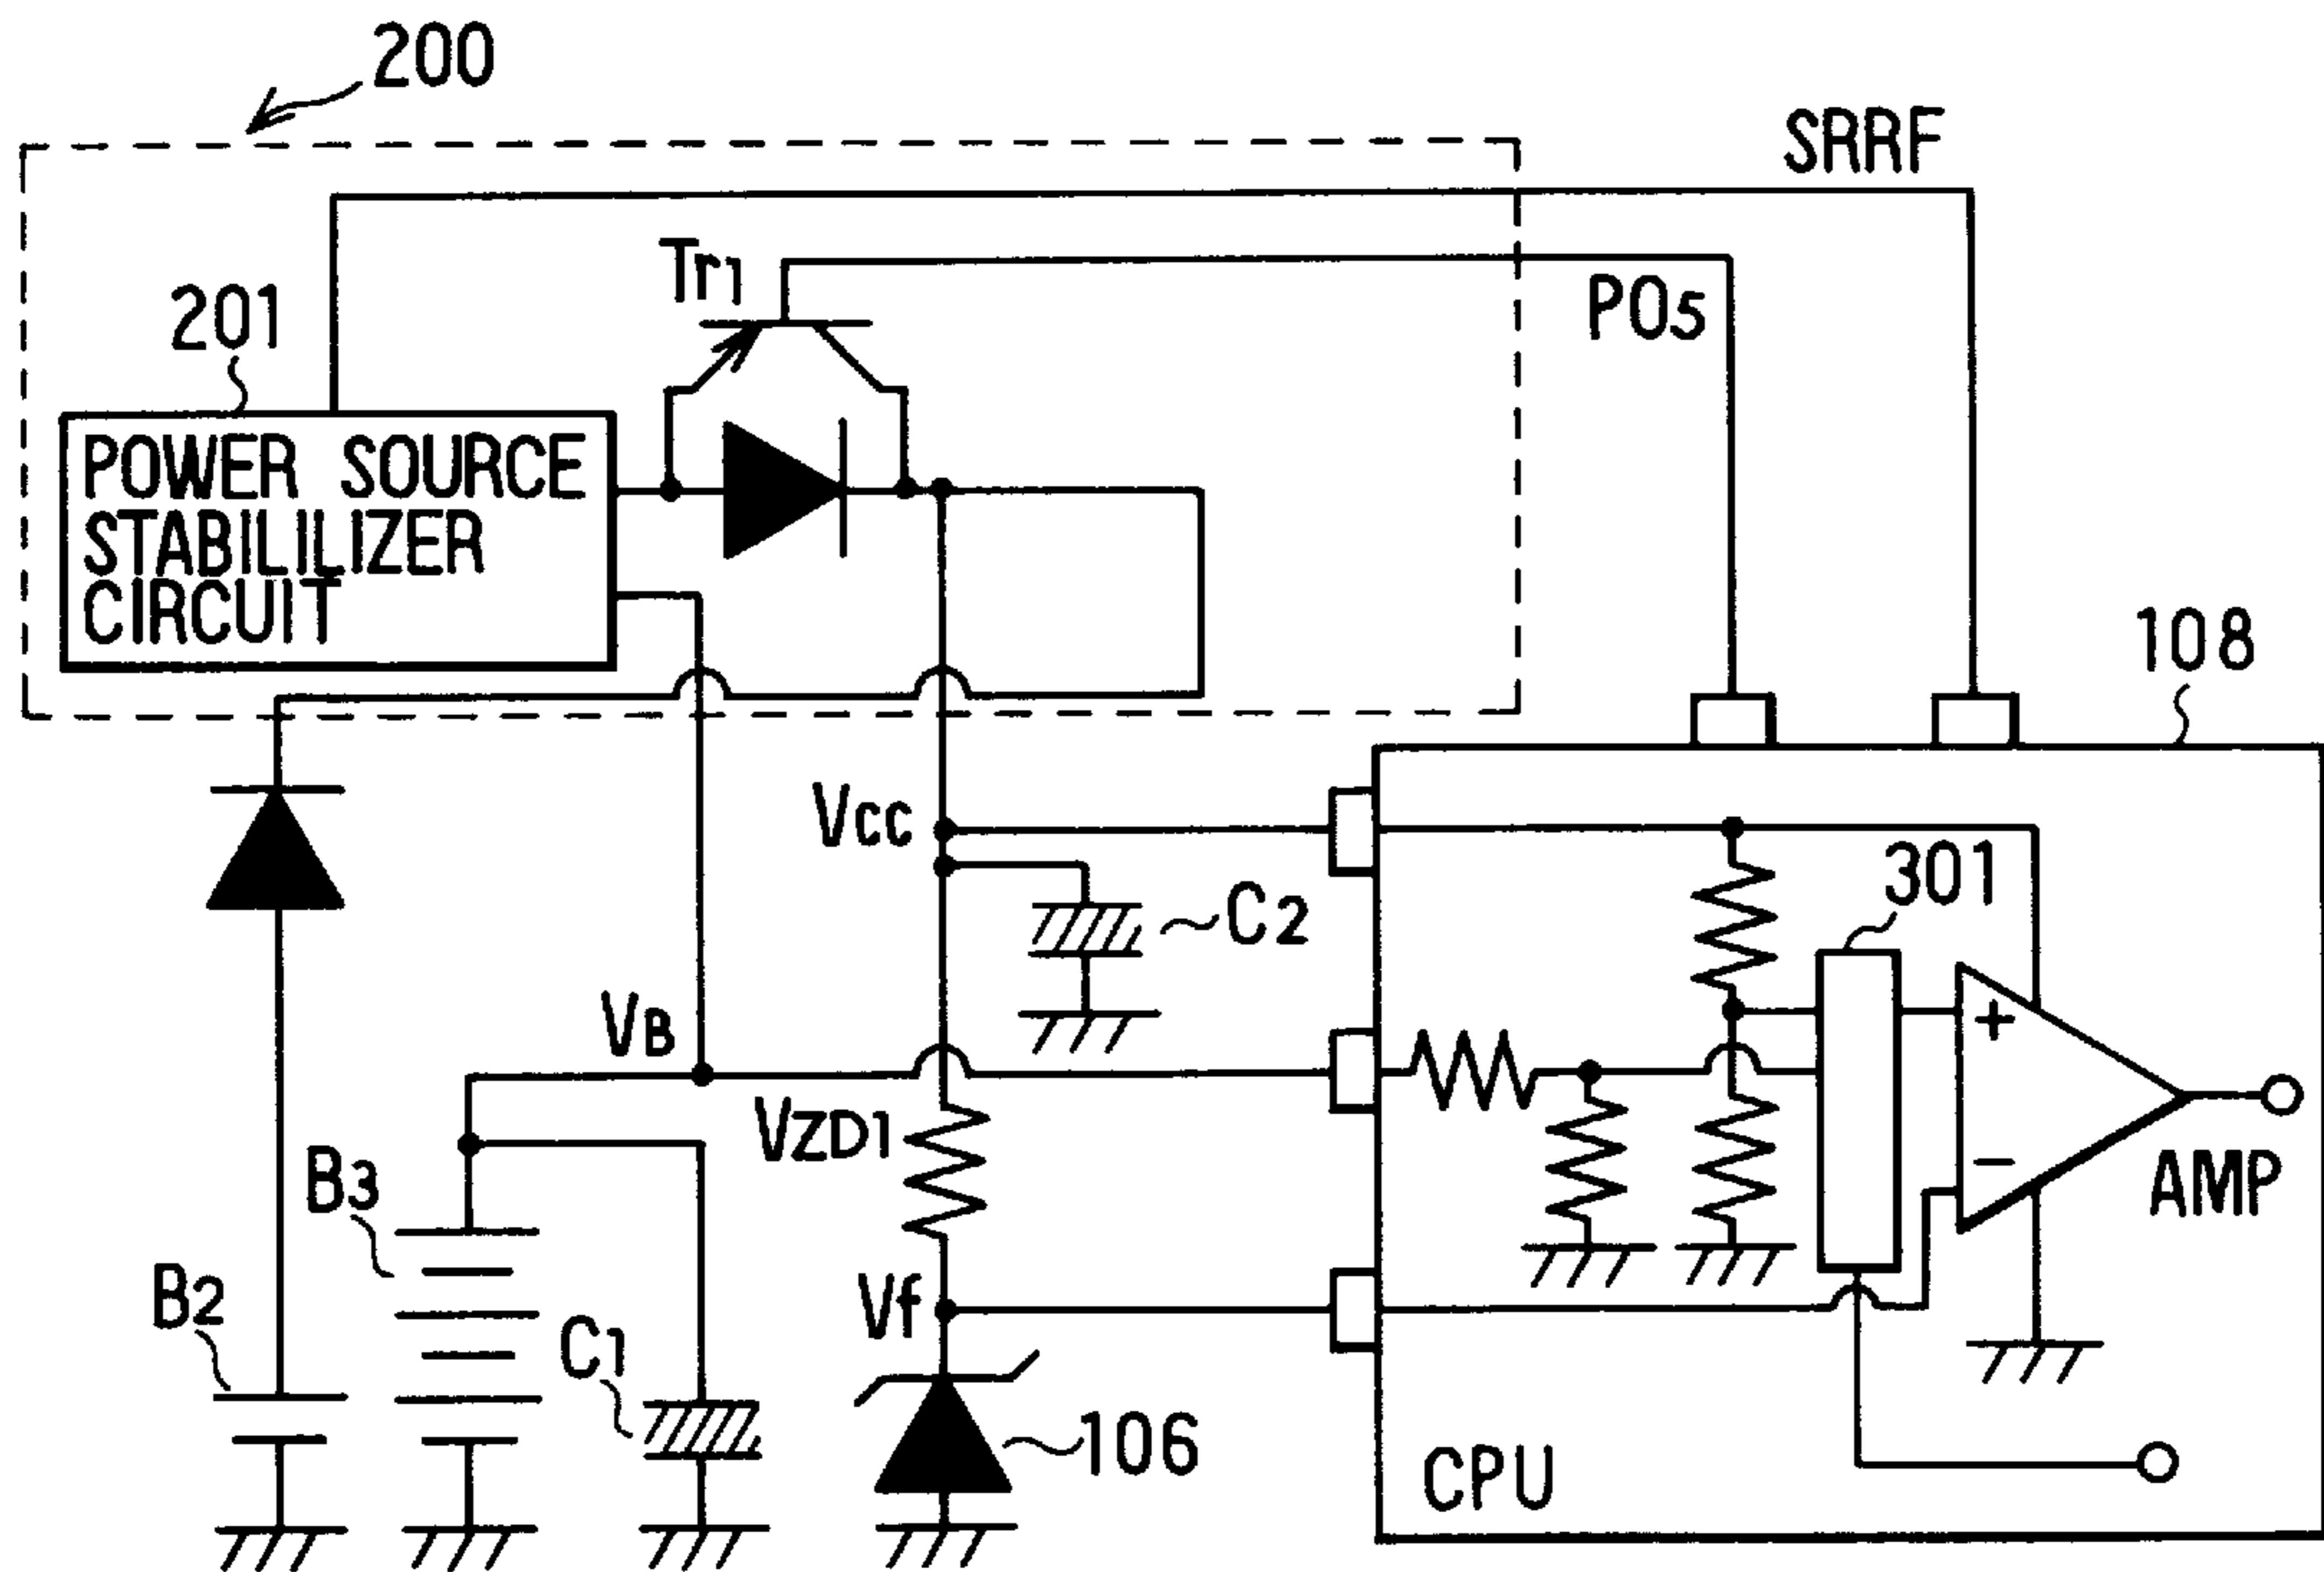 200
SRRF
Tr1
PO5
201
POWER SOURCE
STABILILIZER
CIRCUIT
108
Vcc
301
C2
VB
+
VZD1
B3
−
AMP
B2
Vf
C1
106
CPU